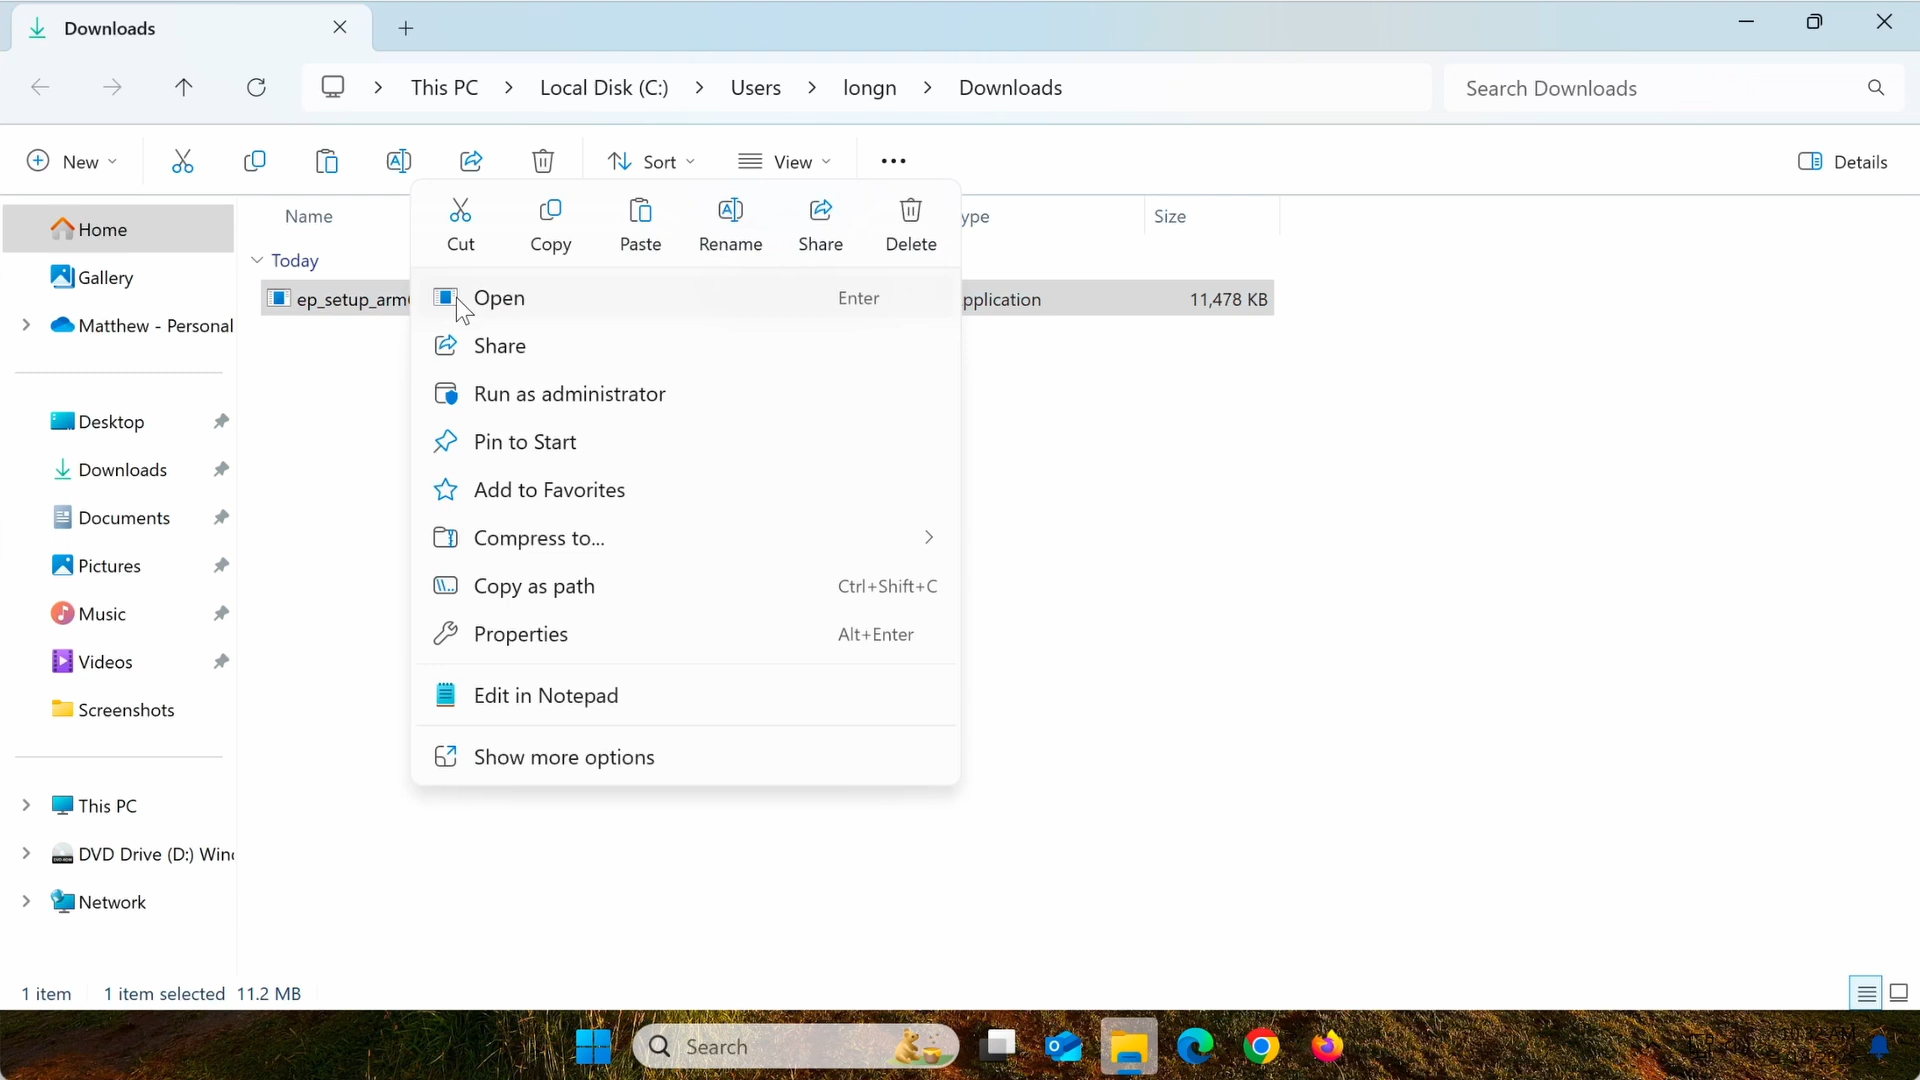 Downloads
This PC > Local Disk (C:) > Users > longn > Downloads
Search Downloads
New
Sort
View
Details
Name
ype
Size
Cut
Copy
Paste
Rename
Share
Delete
Today
ep_setup_arm
pplication
11,478 KB
Open Enter
Share
Run as administrator
Pin to Start
Add to Favorites
Compress to...
Copy as path Ctrl+Shift+C
Properties Alt+Enter
Edit in Notepad
Show more options
Home
Gallery
Matthew - Personal
Desktop
Downloads
Documents
Pictures
Music
Videos
Screenshots
This PC
DVD Drive (D:) Win
Network
1 item 1 item selected 11.2 MB
Search